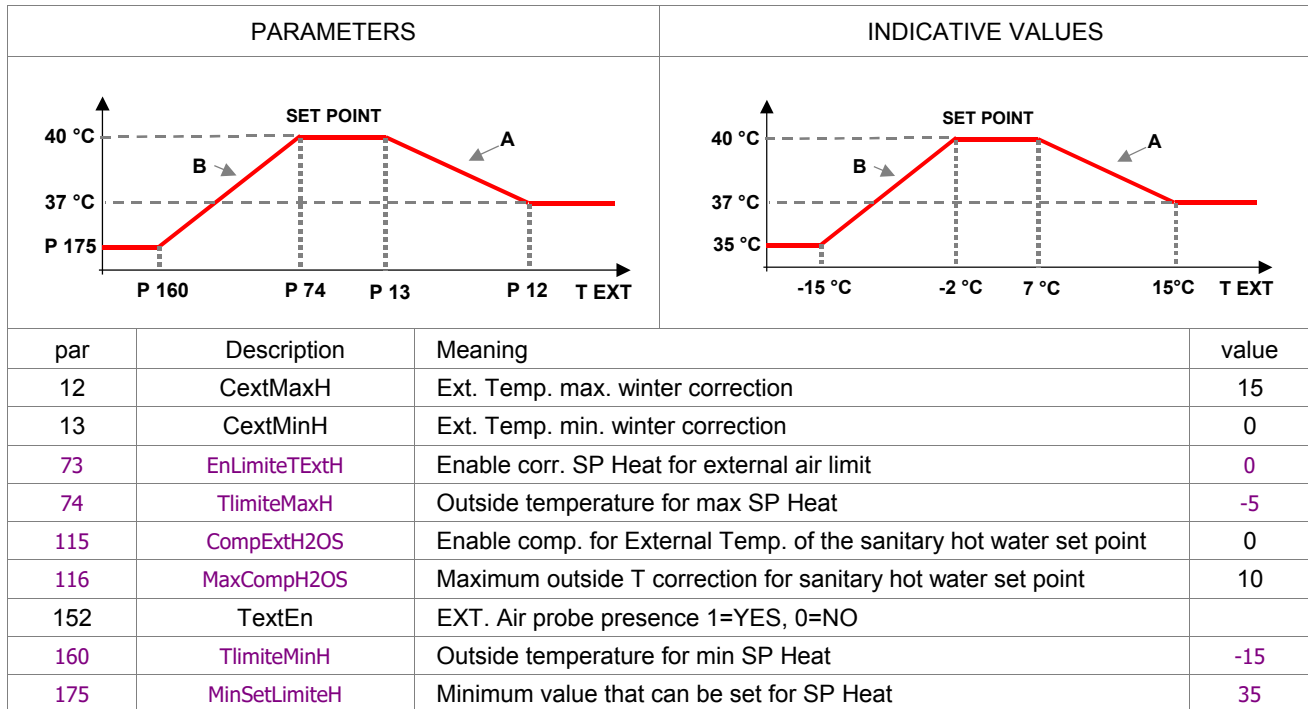 PARAMETERS
INDICATIVE VALUES
SET POINT
40 °C
A
B
37 °C
P 175
P 160 P 74 P 13 P 12 T EXT
SET POINT
40 °C
A
B
37 °C
35 °C
-15 °C -2 °C 7 °C 15°C T EXT
par Description Meaning value
12 CextMaxH Ext. Temp. max. winter correction 15
13 CextMinH Ext. Temp. min. winter correction 0
73 EnLimiteTExtH Enable corr. SP Heat for external air limit 0
74 TlimiteMaxH Outside temperature for max SP Heat -5
115 CompExtH2OS Enable comp. for External Temp. of the sanitary hot water set point 0
116 MaxCompH2OS Maximum outside T correction for sanitary hot water set point 10
152 TextEn EXT. Air probe presence 1=YES, 0=NO
160 TlimiteMinH Outside temperature for min SP Heat -15
175 MinSetLimiteH Minimum value that can be set for SP Heat 35